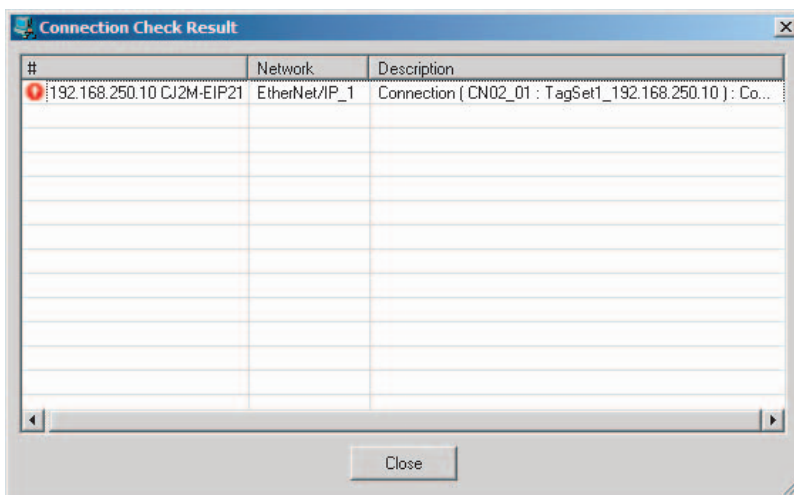 Connection Check Result
# Network Description
192.168.250.10 CJ2M-EIP21 EtherNet/IP_1 Connection ( CN02_01 : TagSet1_192.168.250.10 ) : Co...
Close